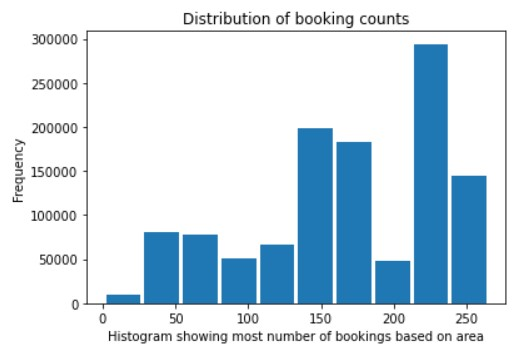 Distribution of booking counts
300000
250000
200000
150000
100000
50000
0
Frequency
0 50 100 150 200 250
Histogram showing most number of bookings based on area